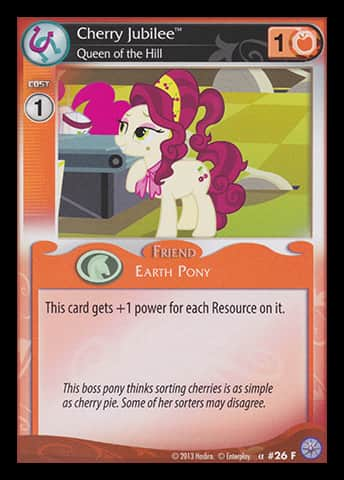 Cherry Jubilee™
Queen of the Hill
1
COST
1
FRIEND
EARTH PONY
This card gets +1 power for each Resource on it.
This boss pony thinks sorting cherries is as simple
as cherry pie. Some of her sorters may disagree.
© 2013 Hasbro. © Enterplay. α #26 F